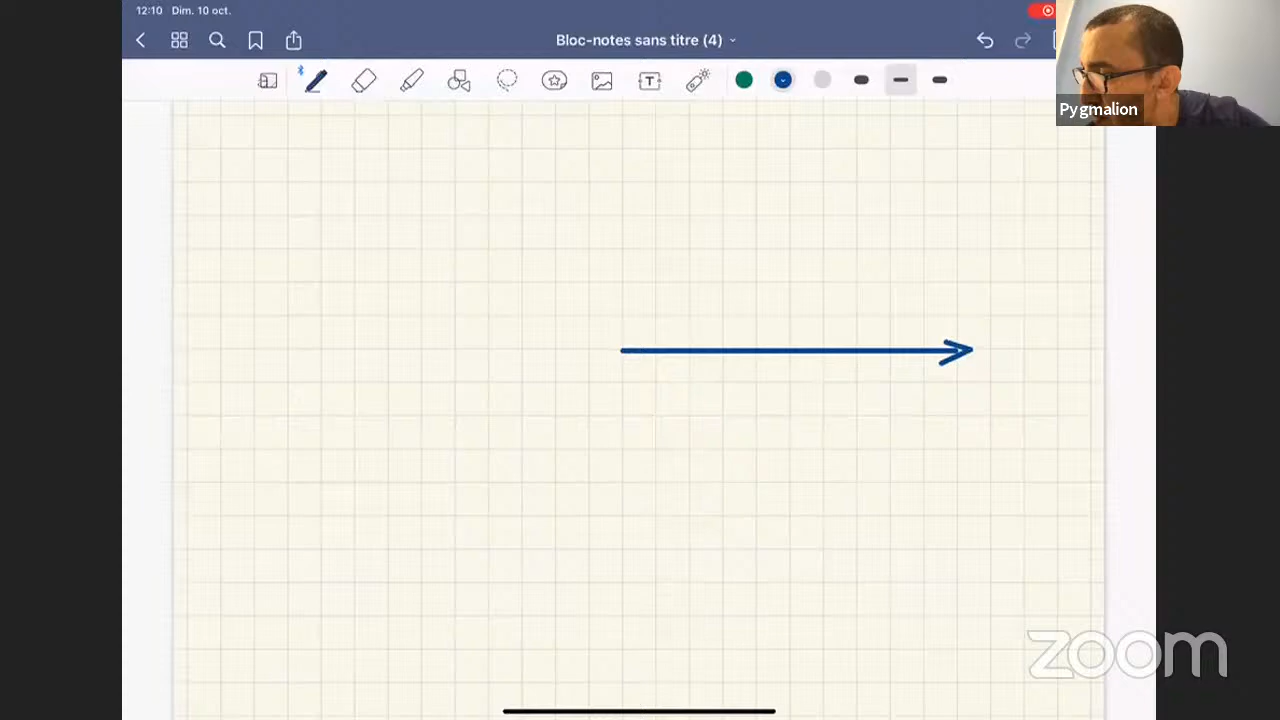 12:10 Dim. 10 oct.
Bloc-notes sans titre (4)
T
Pygmalion
zoom